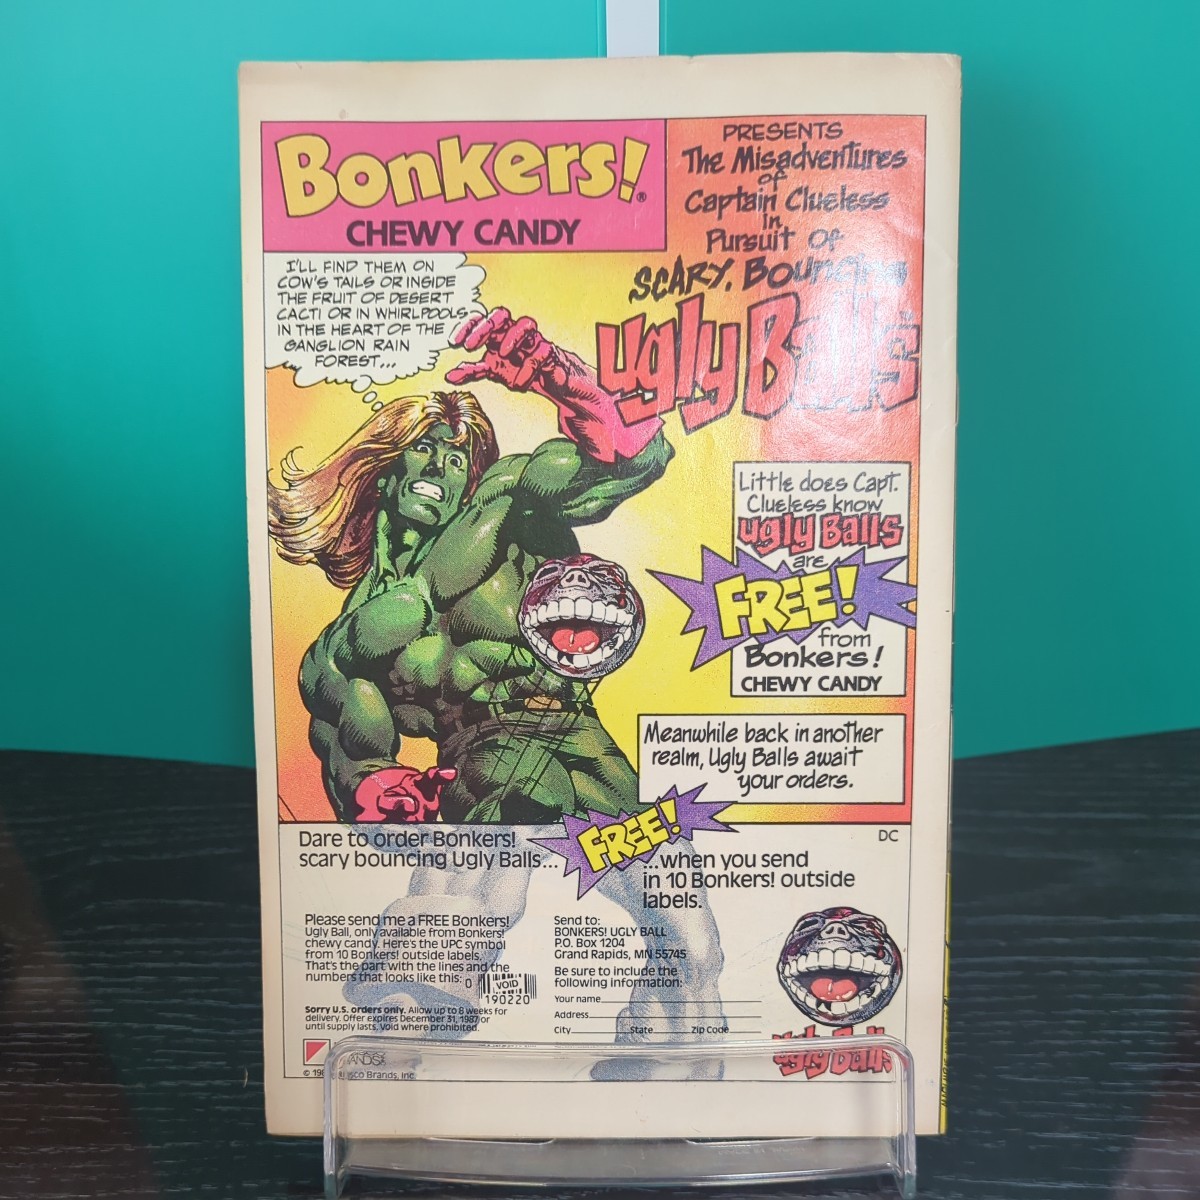 Bonkers!®
CHEWY CANDY
PRESENTS
The Misadventures
of
Captain Clueless
In
Pursuit Of
SCARY, Bouncing
ugly Balls
I'LL FIND THEM ON
COW'S TAILS OR INSIDE
THE FRUIT OF DESERT
CACTI OR IN WHIRLPOOLS
IN THE HEART OF THE
GANGLION RAIN
FOREST...
Little does Capt.
Clueless know
ugly Balls
are
FREE!
from
Bonkers!
CHEWY CANDY
Meanwhile back in another
realm, Ugly Balls await
your orders.
Dare to order Bonkers!
scary bouncing Ugly Balls...
FREE!
...when you send
in 10 Bonkers! outside
labels.
DC
Please send me a FREE Bonkers!
Ugly Ball, only available from Bonkers!
chewy candy. Here's the UPC symbol
from 10 Bonkers! outside labels.
That's the part with the lines and the
numbers that looks like this: 0
VOID
190220
Sorry U.S. orders only. Allow up to 8 weeks for
delivery. Offer expires December 31, 1987 or
until supply lasts. Void where prohibited.
Send to:
BONKERS! UGLY BALL
P.O. Box 1204
Grand Rapids, MN 55745
Be sure to include the
following information:
Your name
Address
City State Zip Code
ugly Balls
Brands, Inc.